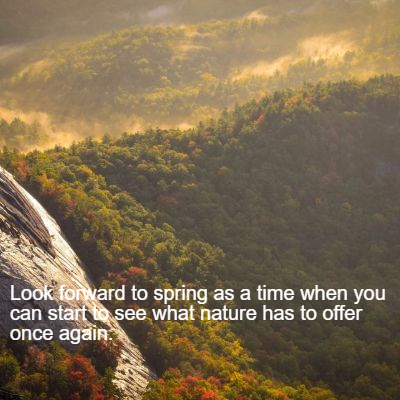 Look forward to spring as a time when you
can start to see what nature has to offer
once again.